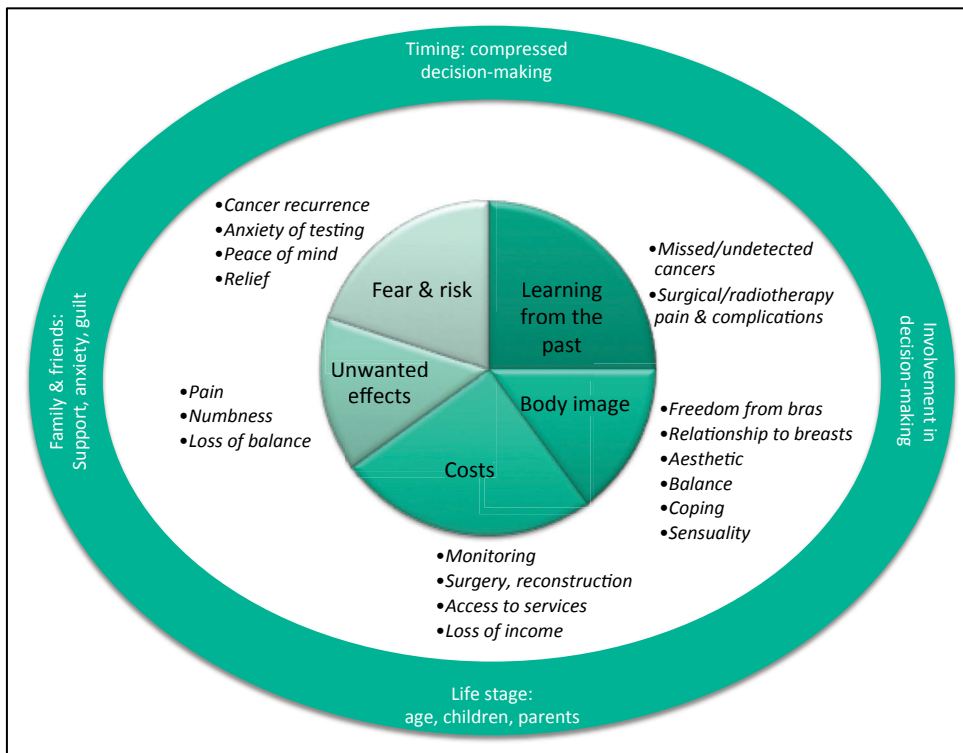 Timing: compressed
decision-making
•Cancer recurrence
•Anxiety of testing
•Peace of mind
•Relief
Fear & risk
Learning
from the
past
•Missed/undetected
cancers
•Surgical/radiotherapy
pain & complications
Family & friends:
Support, anxiety, guilt
Involvement in
decision-making
•Pain
•Numbness
•Loss of balance
Unwanted
effects
Body image
•Freedom from bras
•Relationship to breasts
•Aesthetic
•Balance
•Coping
•Sensuality
Costs
•Monitoring
•Surgery, reconstruction
•Access to services
•Loss of income
Life stage:
age, children, parents